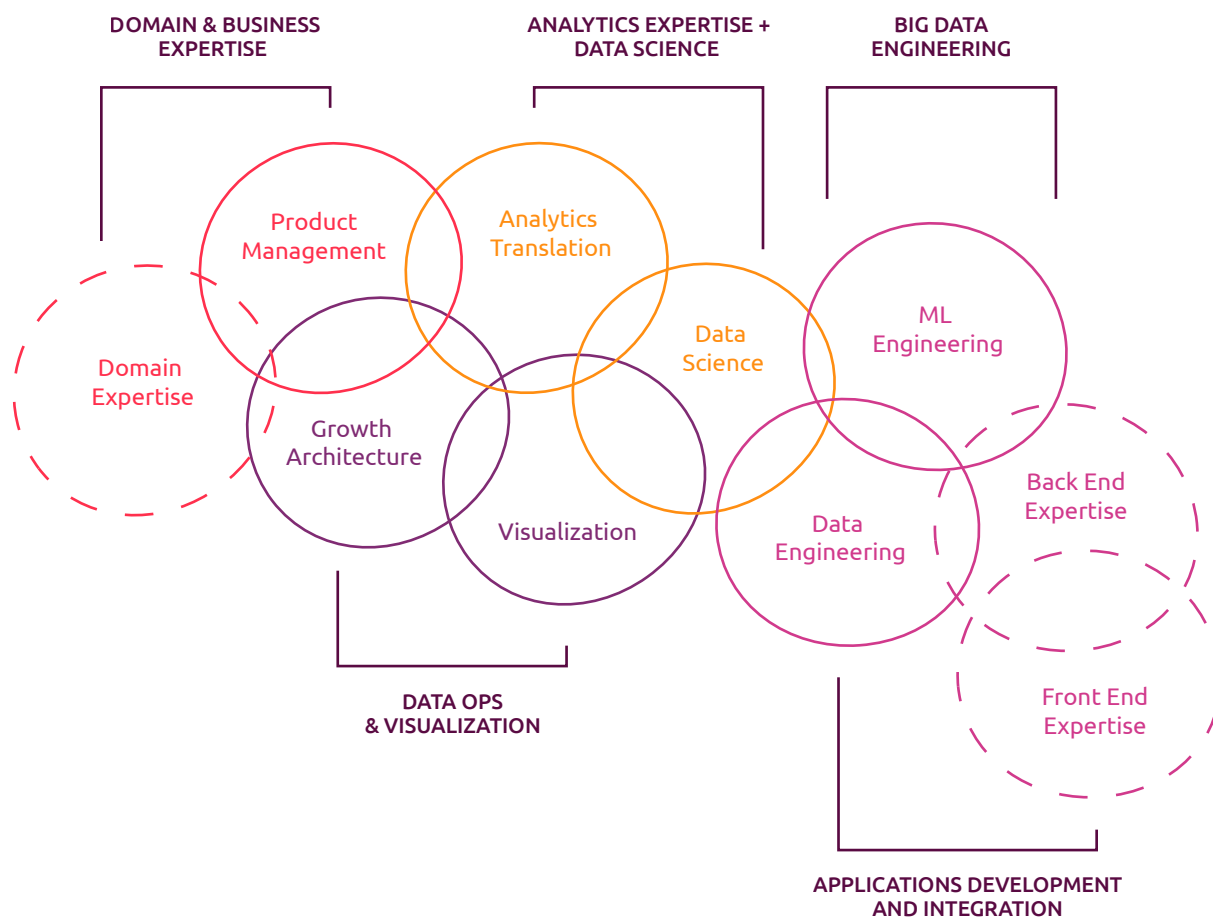 DOMAIN & BUSINESS
EXPERTISE
ANALYTICS EXPERTISE +
DATA SCIENCE
BIG DATA
ENGINEERING
Product
Management
Analytics
Translation
Domain
Expertise
Growth
Architecture
Data
Science
ML
Engineering
Visualization
Data
Engineering
Back End
Expertise
Front End
Expertise
DATA OPS
& VISUALIZATION
APPLICATIONS DEVELOPMENT
AND INTEGRATION